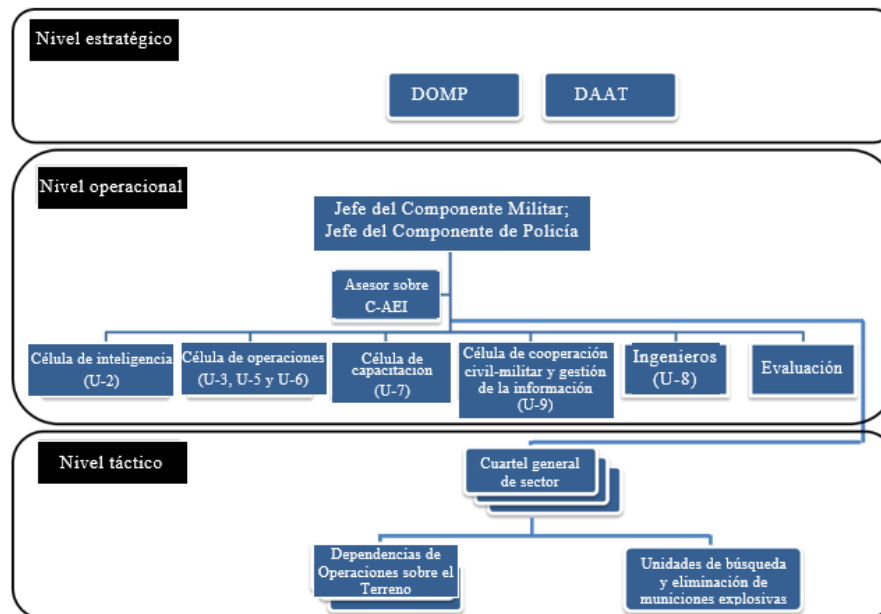 Nivel estratégico
DOMP
DAAT
Nivel operacional
Jefe del Componente Militar;
Jefe del Componente de Policía
Asesor sobre
C-AEI
Célula de inteligencia
(U-2)
Célula de operaciones
(U-3, U-5 y U-6)
Célula de
capacitación
(U-7)
Célula de cooperación
civil-militar y gestión
de la información
(U-9)
Ingenieros
(U-8)
Evaluación
Nivel táctico
Cuartel general
de sector
Dependencias de
Operaciones sobre el
Terreno
Unidades de búsqueda
y eliminación de
municiones explosivas